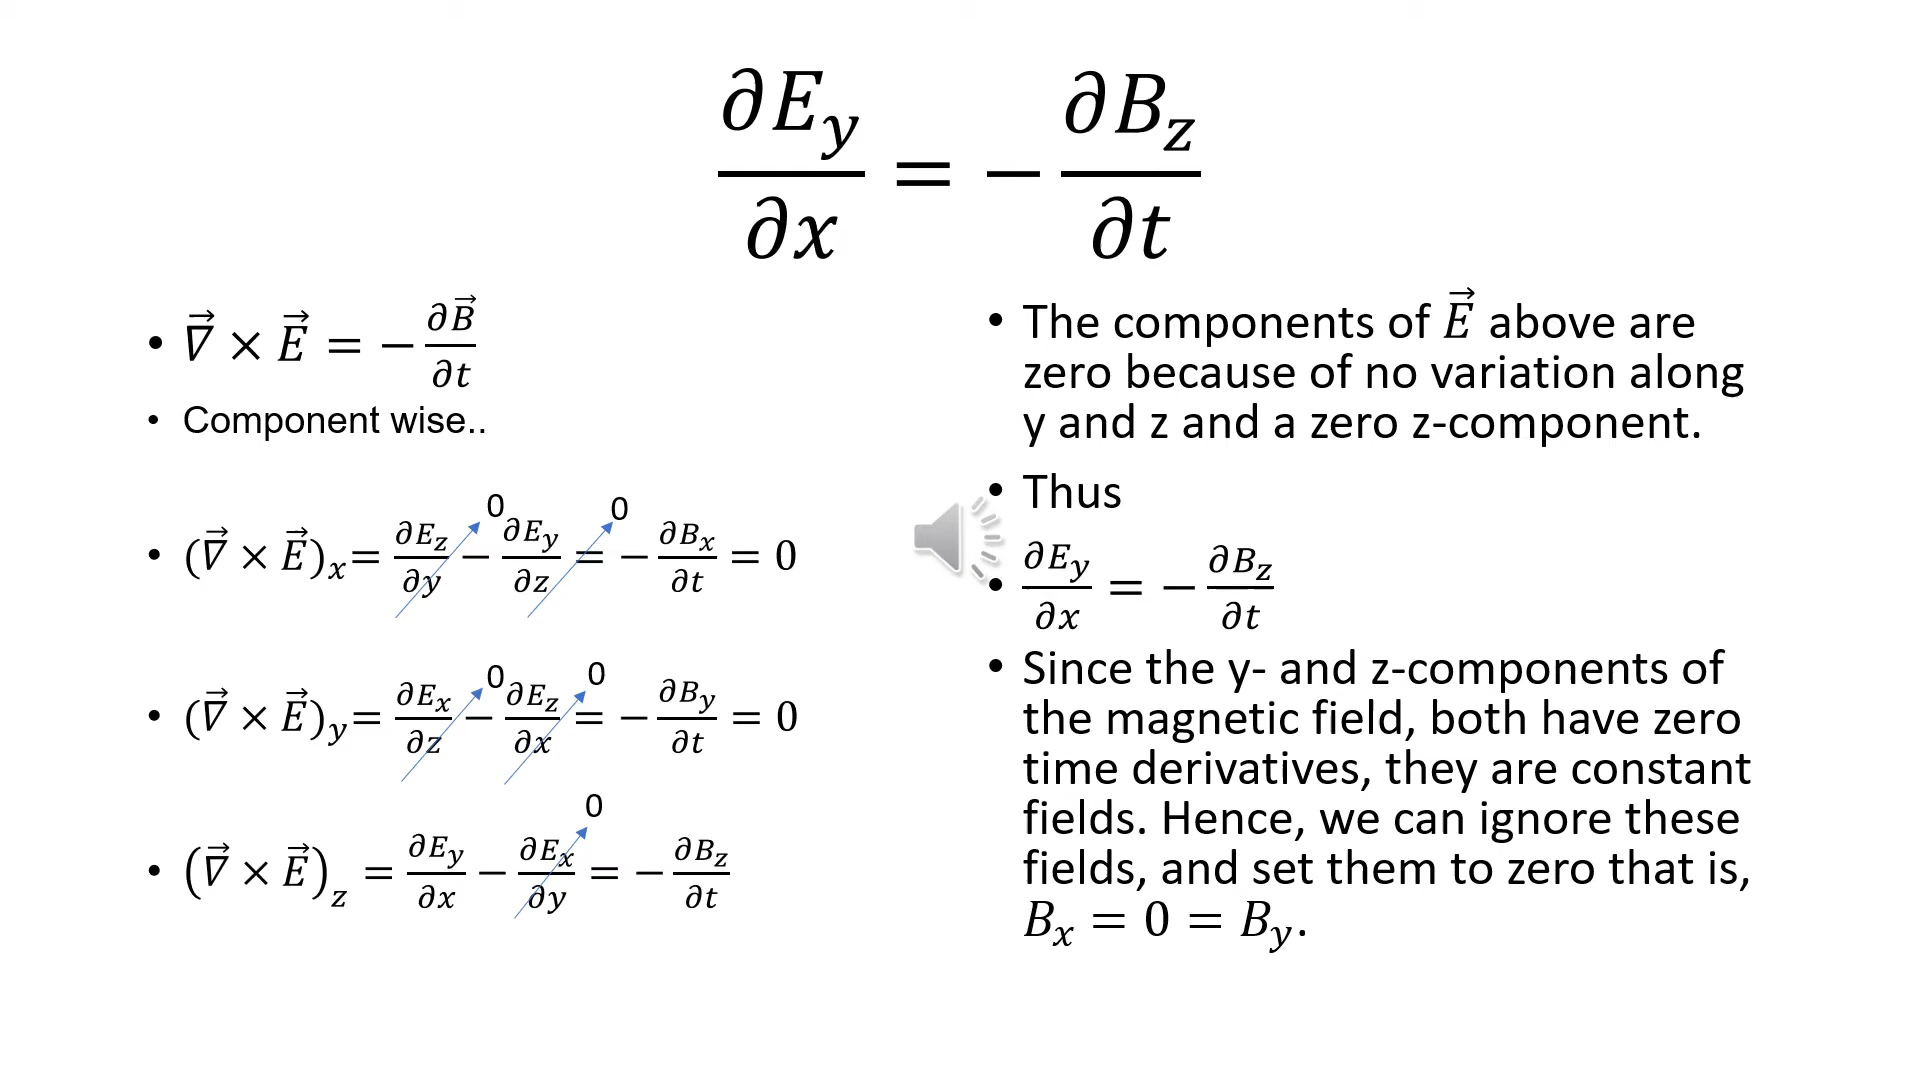 ∂E_y/∂x = −∂B_z/∂t
• ∇⃗ × E⃗ = −∂B⃗/∂t
• Component wise..
• (∇⃗ × E⃗)_x = ∂E_z/∂y 0 − ∂E_y/∂z 0 = −∂B_x/∂t = 0
• (∇⃗ × E⃗)_y = ∂E_x/∂z 0 − ∂E_z/∂x 0 = −∂B_y/∂t = 0
• (∇⃗ × E⃗)_z = ∂E_y/∂x − ∂E_x/∂y 0 = −∂B_z/∂t
• The components of E⃗ above are
zero because of no variation along
y and z and a zero z-component.
• Thus
• ∂E_y/∂x = −∂B_z/∂t
• Since the y- and z-components of
the magnetic field, both have zero
time derivatives, they are constant
fields. Hence, we can ignore these
fields, and set them to zero that is,
B_x = 0 = B_y.